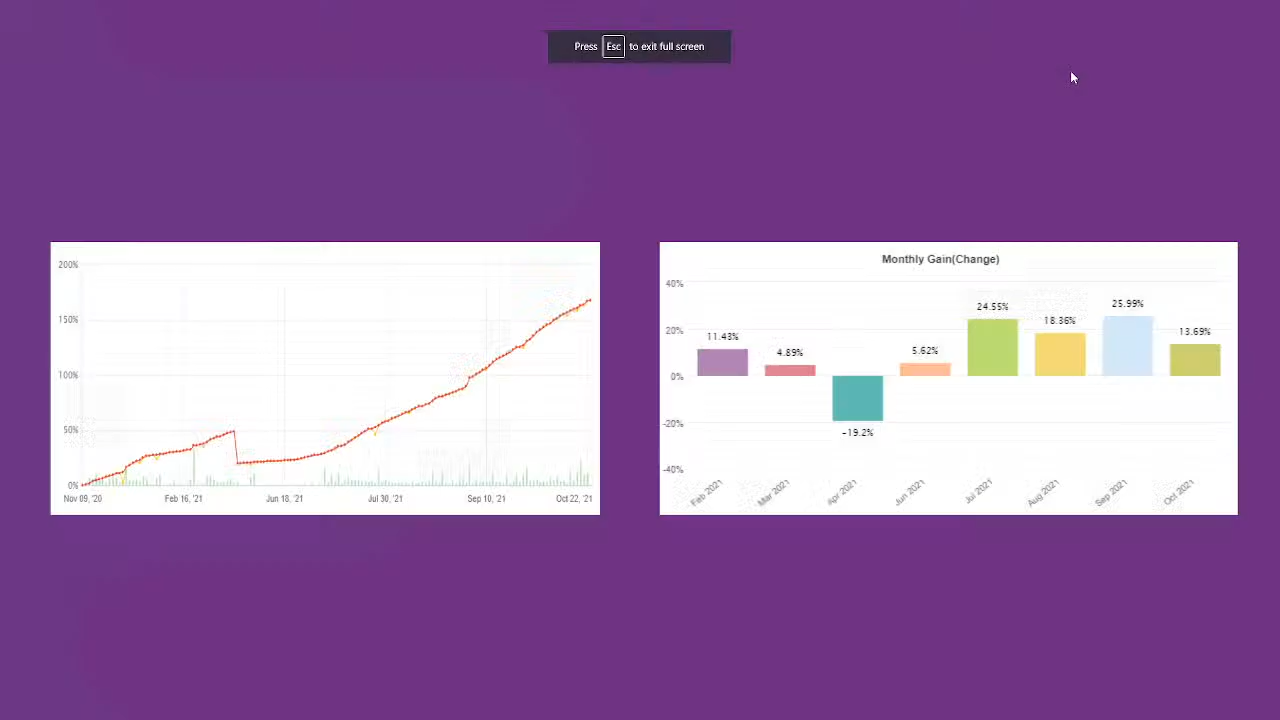 Press Esc to exit full screen
200%
150%
100%
50%
0%
Nov 09, '20 Feb 16, '21 Jun 18, '21 Jul 30, '21 Sep 10, '21 Oct 22, '21
Monthly Gain(Change)
40%
20%
0%
-20%
-40%
11.43%
4.89%
-19.2%
5.62%
24.55%
18.36%
25.99%
13.69%
Feb 2021
Mar 2021
Apr 2021
Jun 2021
Jul 2021
Aug 2021
Sep 2021
Oct 2021